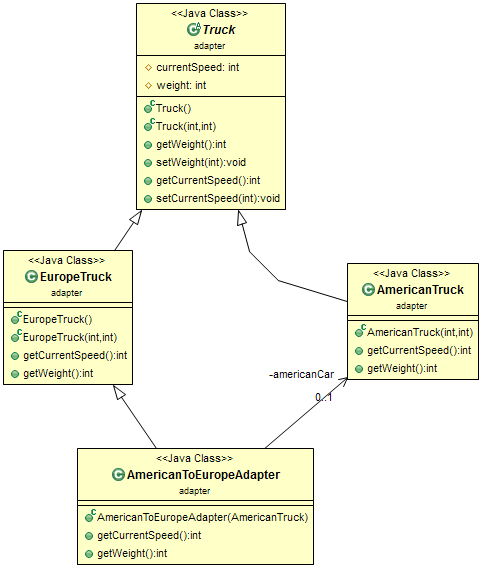 <<Java Class>>
Truck
adapter
currentSpeed: int
weight: int
Truck()
Truck(int,int)
getWeight():int
setWeight(int):void
getCurrentSpeed():int
setCurrentSpeed(int):void
<<Java Class>>
EuropeTruck
adapter
EuropeTruck()
EuropeTruck(int,int)
getCurrentSpeed():int
getWeight():int
<<Java Class>>
AmericanTruck
adapter
AmericanTruck(int,int)
getCurrentSpeed():int
getWeight():int
-americanCar
0..1
<<Java Class>>
AmericanToEuropeAdapter
adapter
AmericanToEuropeAdapter(AmericanTruck)
getCurrentSpeed():int
getWeight():int